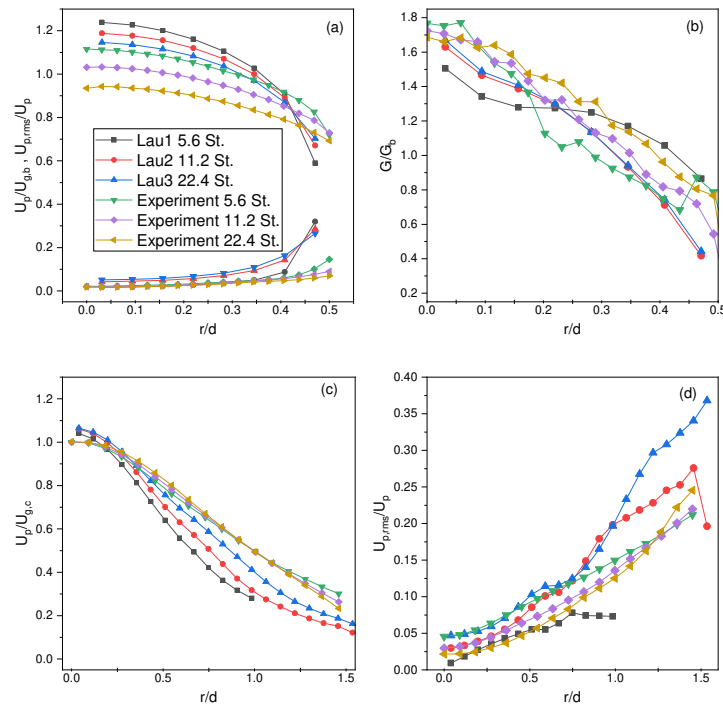 (a)
1.2
1.0
0.8
0.6
0.4
0.2
0.0
U_p/U_{g,b} , U_{p,rms}/U_p
Lau1 5.6 St.
Lau2 11.2 St.
Lau3 22.4 St.
Experiment 5.6 St.
Experiment 11.2 St.
Experiment 22.4 St.
0.0 0.1 0.2 0.3 0.4 0.5
r/d
(b)
1.8
1.6
1.4
1.2
1.0
0.8
0.6
0.4
0.2
G/G_b
0.0 0.1 0.2 0.3 0.4 0.5
r/d
(c)
1.2
1.0
0.8
0.6
0.4
0.2
0.0
U_p/U_{g,c}
0.0 0.5 1.0 1.5
r/d
(d)
0.40
0.35
0.30
0.25
0.20
0.15
0.10
0.05
0.00
U_{p,rms}/U_p
0.0 0.5 1.0 1.5
r/d